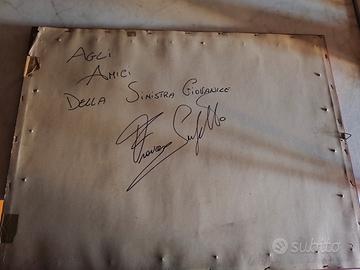 AGLI
AMICI
DELLA SINISTRA GIOVANILE
subito